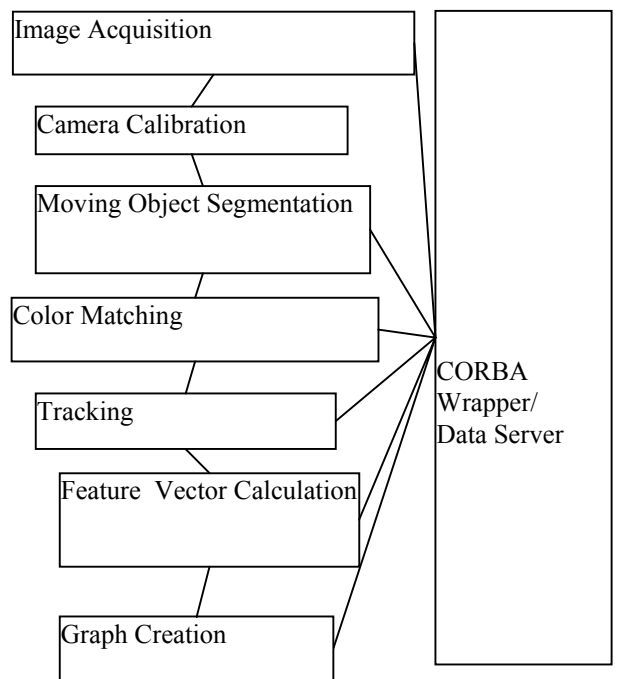 Image Acquisition
Camera Calibration
Moving Object Segmentation
Color Matching
Tracking
Feature  Vector Calculation
Graph Creation
CORBA
Wrapper/
Data Server